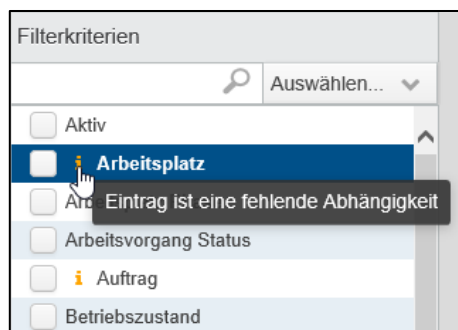 Filterkriterien
Auswählen...
Aktiv
i Arbeitsplatz
Eintrag ist eine fehlende Abhängigkeit
Arbeitsvorgang Status
i Auftrag
Betriebszustand